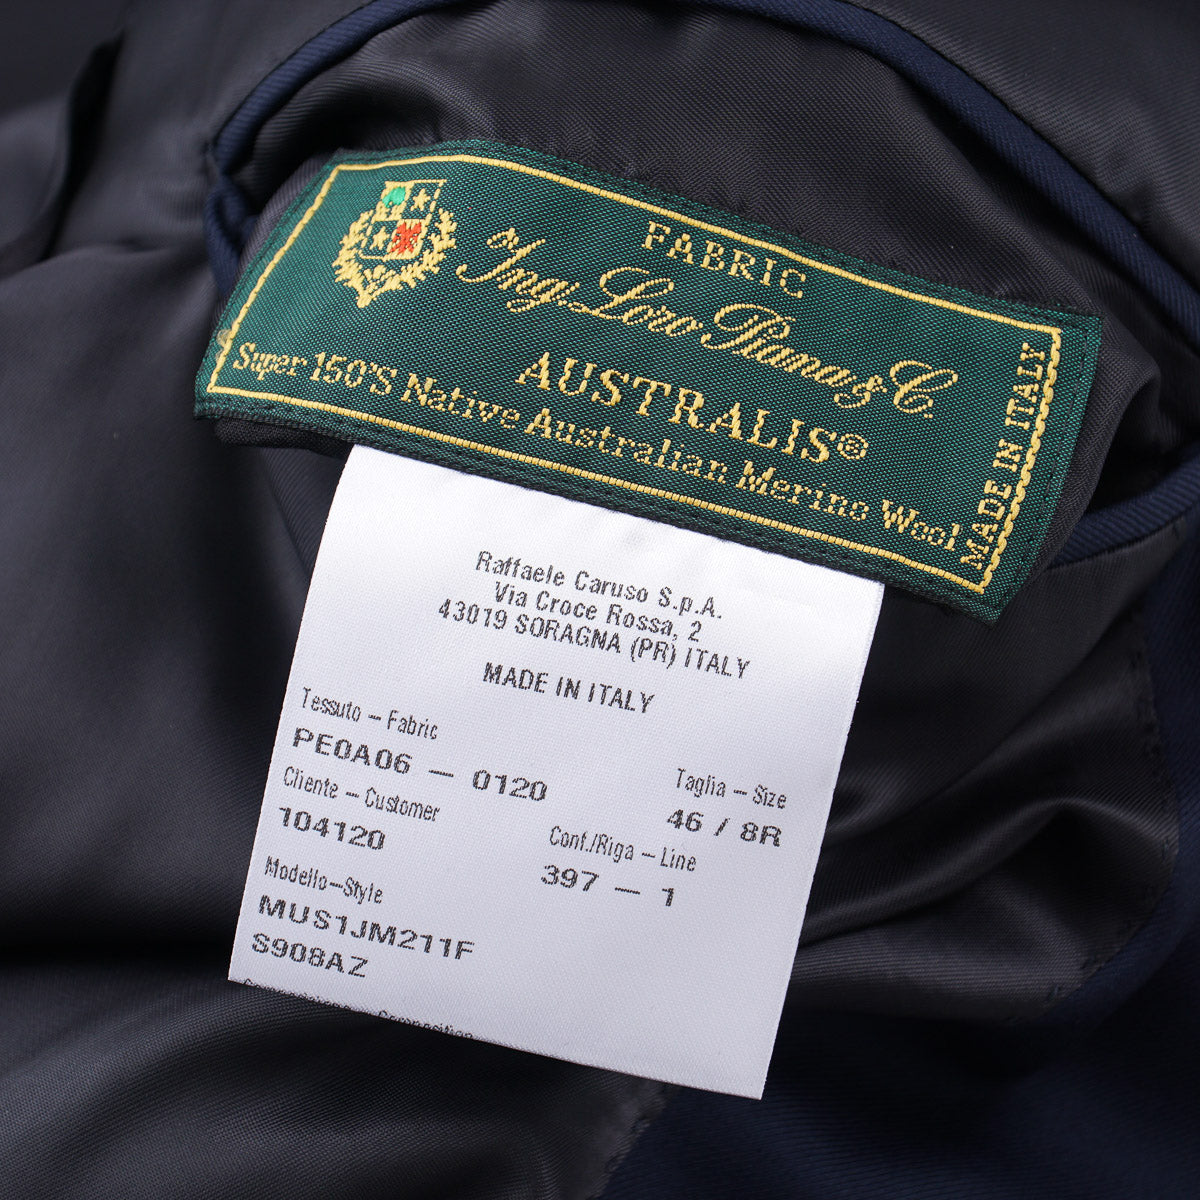 FABRIC
Ing. Loro Piana & C.
AUSTRALIS®
Super 150'S Native Australian Merino Wool
MADE IN ITALY
Raffaele Caruso S.p.A.
Via Croce Rossa, 2
43019 SORAGNA (PR) ITALY
MADE IN ITALY
Tessuto – Fabric
PE0A06 – 0120
Taglia – Size
46 / 8R
Cliente – Customer
104120
Conf./Riga – Line
397 – 1
Modello–Style
MUS1JM211F
S908AZ